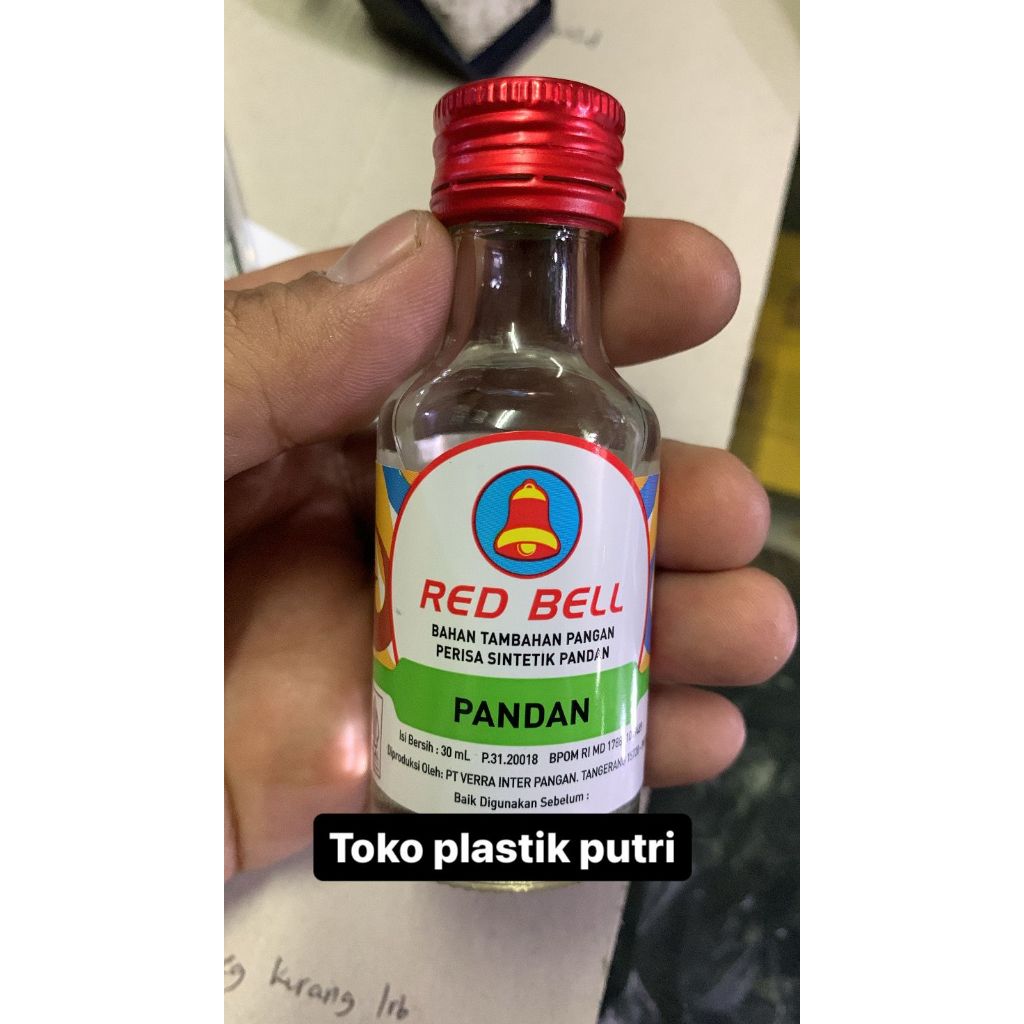 RED BELL
BAHAN TAMBAHAN PANGAN
PERISA SINTETIK PANDAN
PANDAN
Isi Bersih : 30 mL P.31.20018 BPOM RI MD
Diproduksi Oleh: PT VERRA INTER PANGAN. TANGERANG
Baik Digunakan Sebelum :
Toko plastik putri
kurang